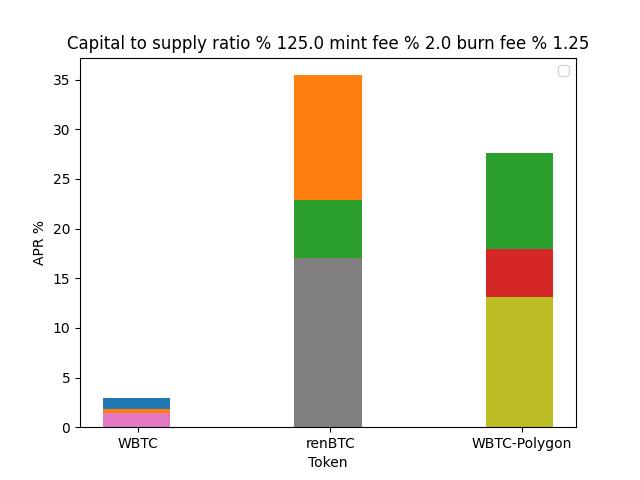 Capital to supply ratio % 125.0 mint fee % 2.0 burn fee % 1.25
35
30
25
20
15
10
5
0
APR %
WBTC
renBTC
WBTC-Polygon
Token